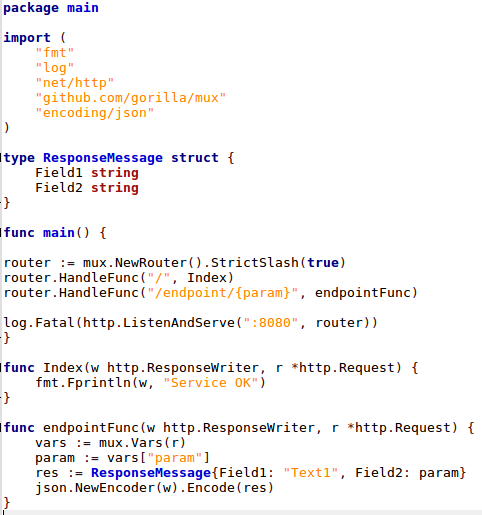 package main

import (
    "fmt"
    "log"
    "net/http"
    "github.com/gorilla/mux"
    "encoding/json"
)

type ResponseMessage struct {
    Field1 string
    Field2 string
}

func main() {

router := mux.NewRouter().StrictSlash(true)
router.HandleFunc("/", Index)
router.HandleFunc("/endpoint/{param}", endpointFunc)

log.Fatal(http.ListenAndServe(":8080", router))
}

func Index(w http.ResponseWriter, r *http.Request) {
    fmt.Fprintln(w, "Service OK")
}

func endpointFunc(w http.ResponseWriter, r *http.Request) {
    vars := mux.Vars(r)
    param := vars["param"]
    res := ResponseMessage{Field1: "Text1", Field2: param}
    json.NewEncoder(w).Encode(res)
}